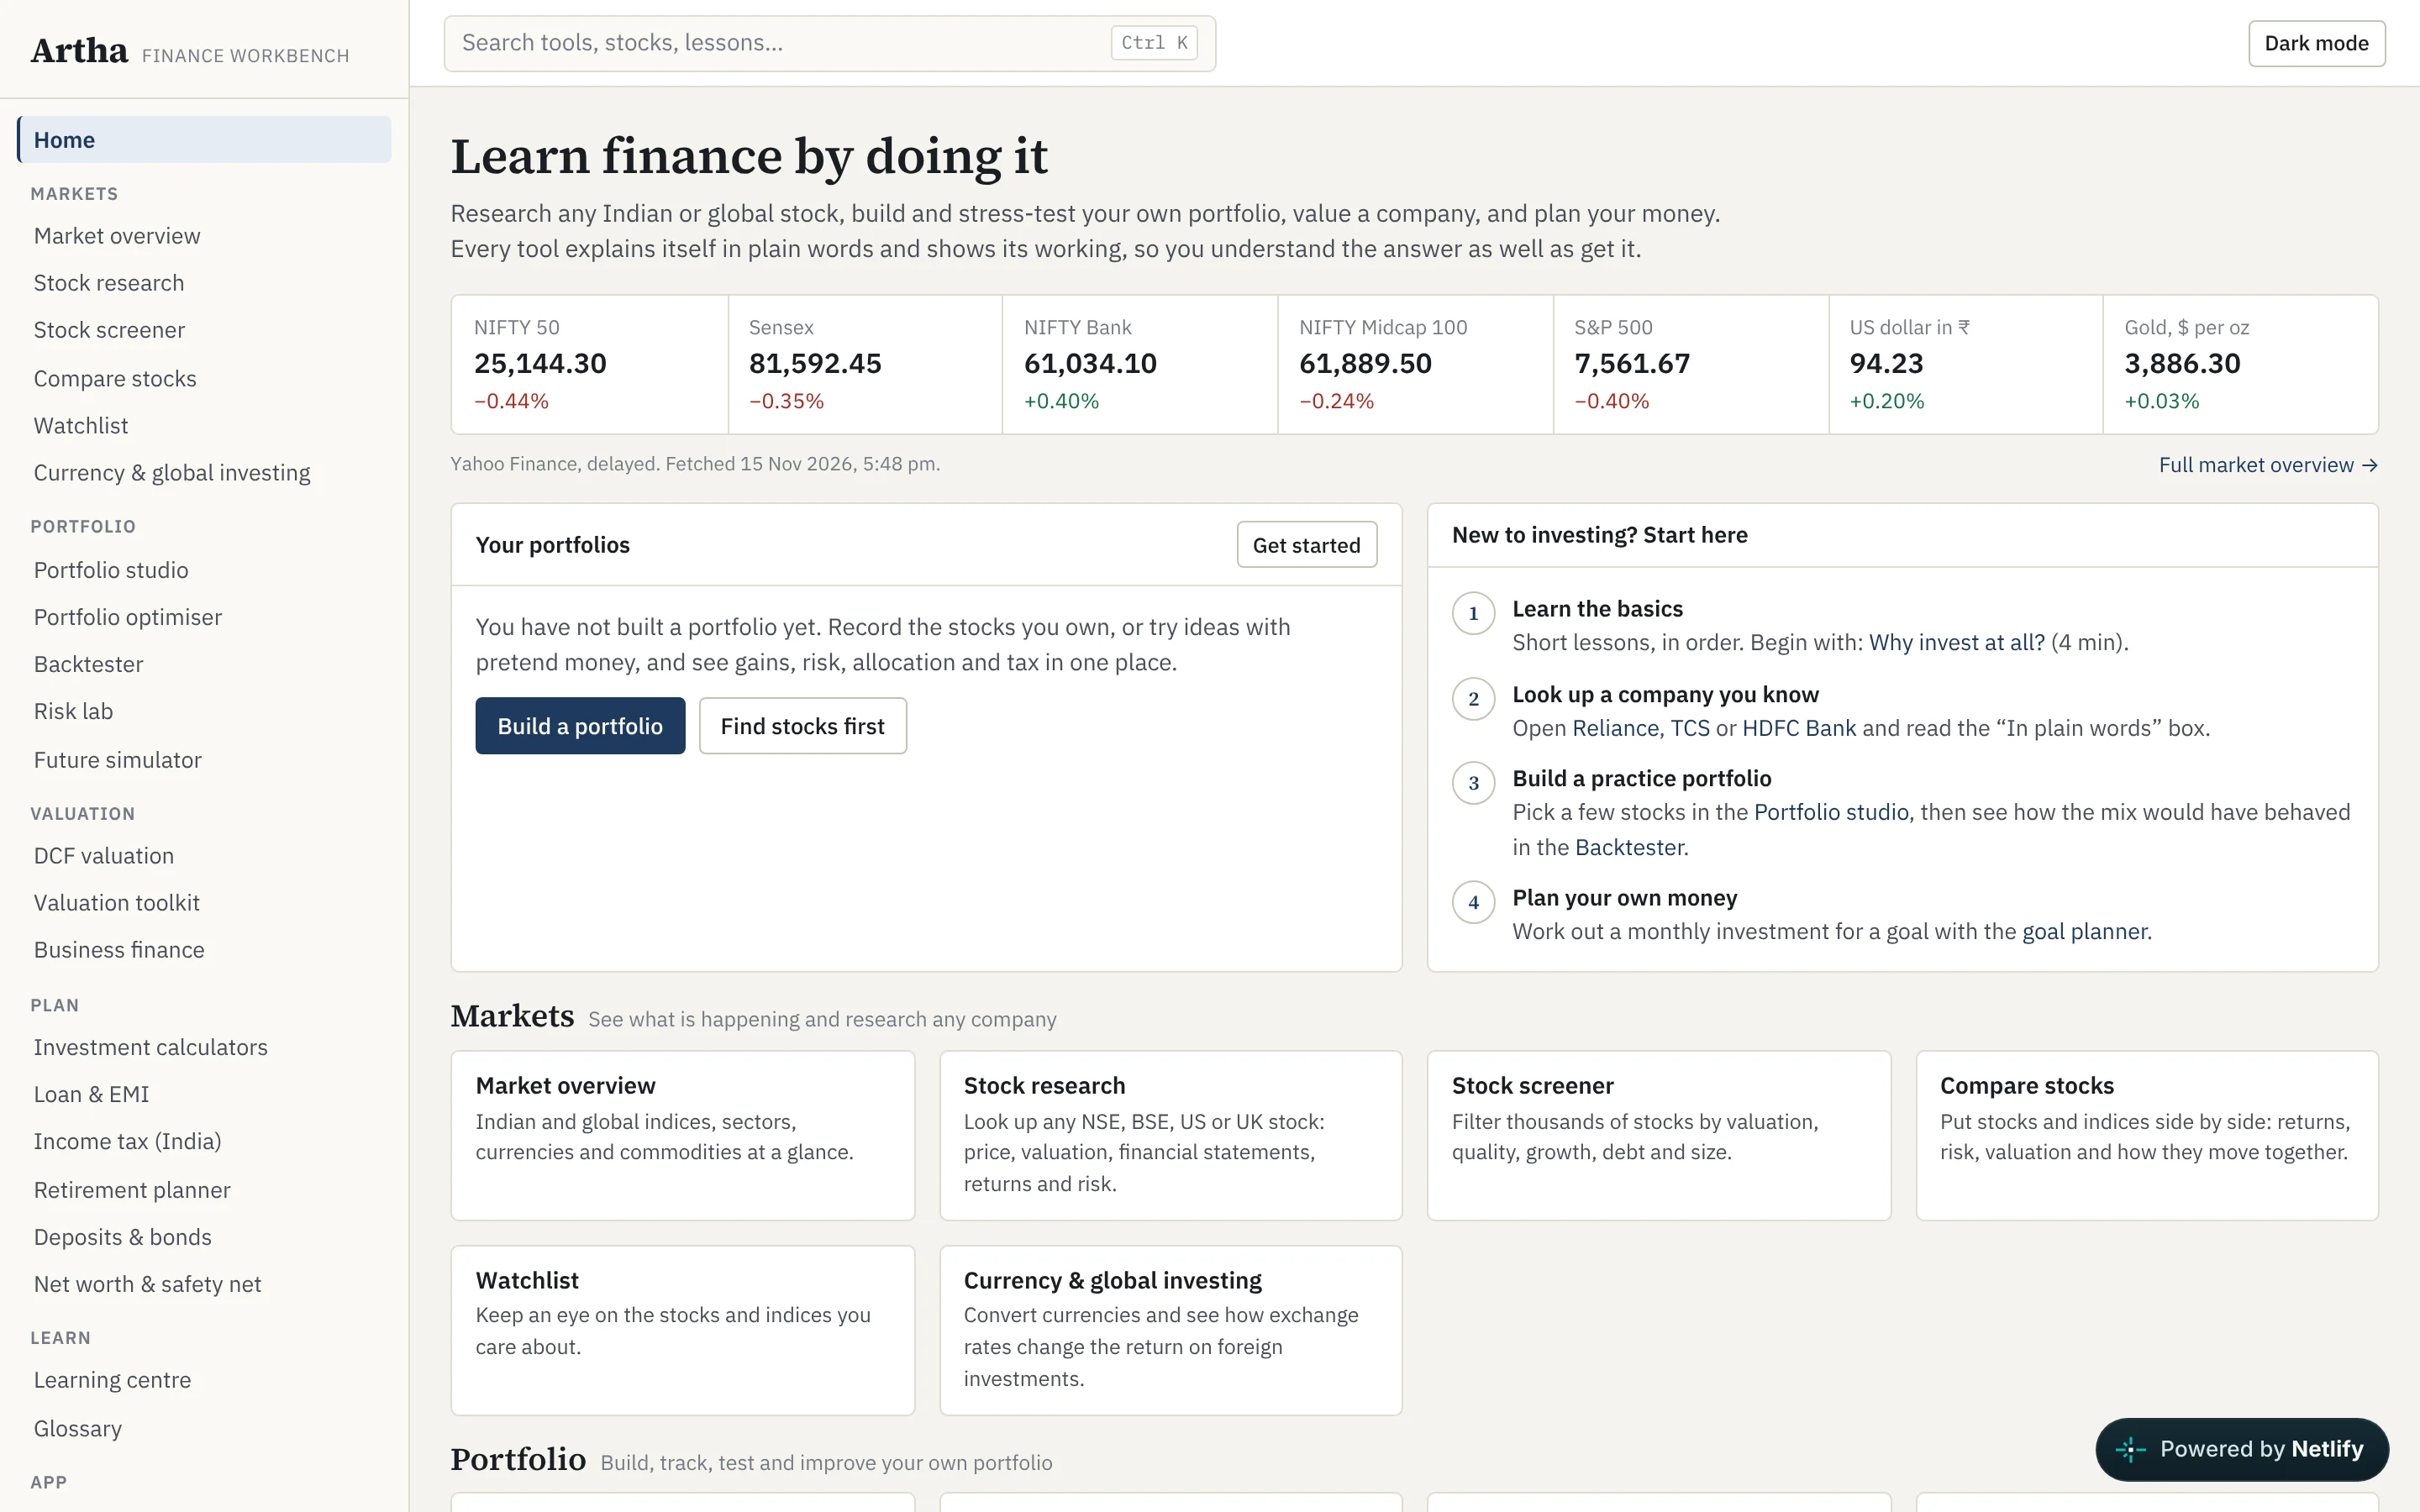 Artha FINANCE WORKBENCH
Search tools, stocks, lessons...
Ctrl K
Dark mode
Home
MARKETS
Market overview
Stock research
Stock screener
Compare stocks
Watchlist
Currency & global investing
PORTFOLIO
Portfolio studio
Portfolio optimiser
Backtester
Risk lab
Future simulator
VALUATION
DCF valuation
Valuation toolkit
Business finance
PLAN
Investment calculators
Loan & EMI
Income tax (India)
Retirement planner
Deposits & bonds
Net worth & safety net
LEARN
Learning centre
Glossary
APP
Learn finance by doing it
Research any Indian or global stock, build and stress-test your own portfolio, value a company, and plan your money.
Every tool explains itself in plain words and shows its working, so you understand the answer as well as get it.
NIFTY 50
25,144.30
−0.44%
Sensex
81,592.45
−0.35%
NIFTY Bank
61,034.10
+0.40%
NIFTY Midcap 100
61,889.50
−0.24%
S&P 500
7,561.67
−0.40%
US dollar in ₹
94.23
+0.20%
Gold, $ per oz
3,886.30
+0.03%
Yahoo Finance, delayed. Fetched 15 Nov 2026, 5:48 pm.
Full market overview →
Your portfolios
Get started
You have not built a portfolio yet. Record the stocks you own, or try ideas with
pretend money, and see gains, risk, allocation and tax in one place.
Build a portfolio
Find stocks first
New to investing? Start here
1
Learn the basics
Short lessons, in order. Begin with: Why invest at all? (4 min).
2
Look up a company you know
Open Reliance, TCS or HDFC Bank and read the “In plain words” box.
3
Build a practice portfolio
Pick a few stocks in the Portfolio studio, then see how the mix would have behaved
in the Backtester.
4
Plan your own money
Work out a monthly investment for a goal with the goal planner.
Markets See what is happening and research any company
Market overview
Indian and global indices, sectors,
currencies and commodities at a glance.
Stock research
Look up any NSE, BSE, US or UK stock:
price, valuation, financial statements,
returns and risk.
Stock screener
Filter thousands of stocks by valuation,
quality, growth, debt and size.
Compare stocks
Put stocks and indices side by side: returns,
risk, valuation and how they move together.
Watchlist
Keep an eye on the stocks and indices you
care about.
Currency & global investing
Convert currencies and see how exchange
rates change the return on foreign
investments.
Portfolio Build, track, test and improve your own portfolio
Powered by Netlify